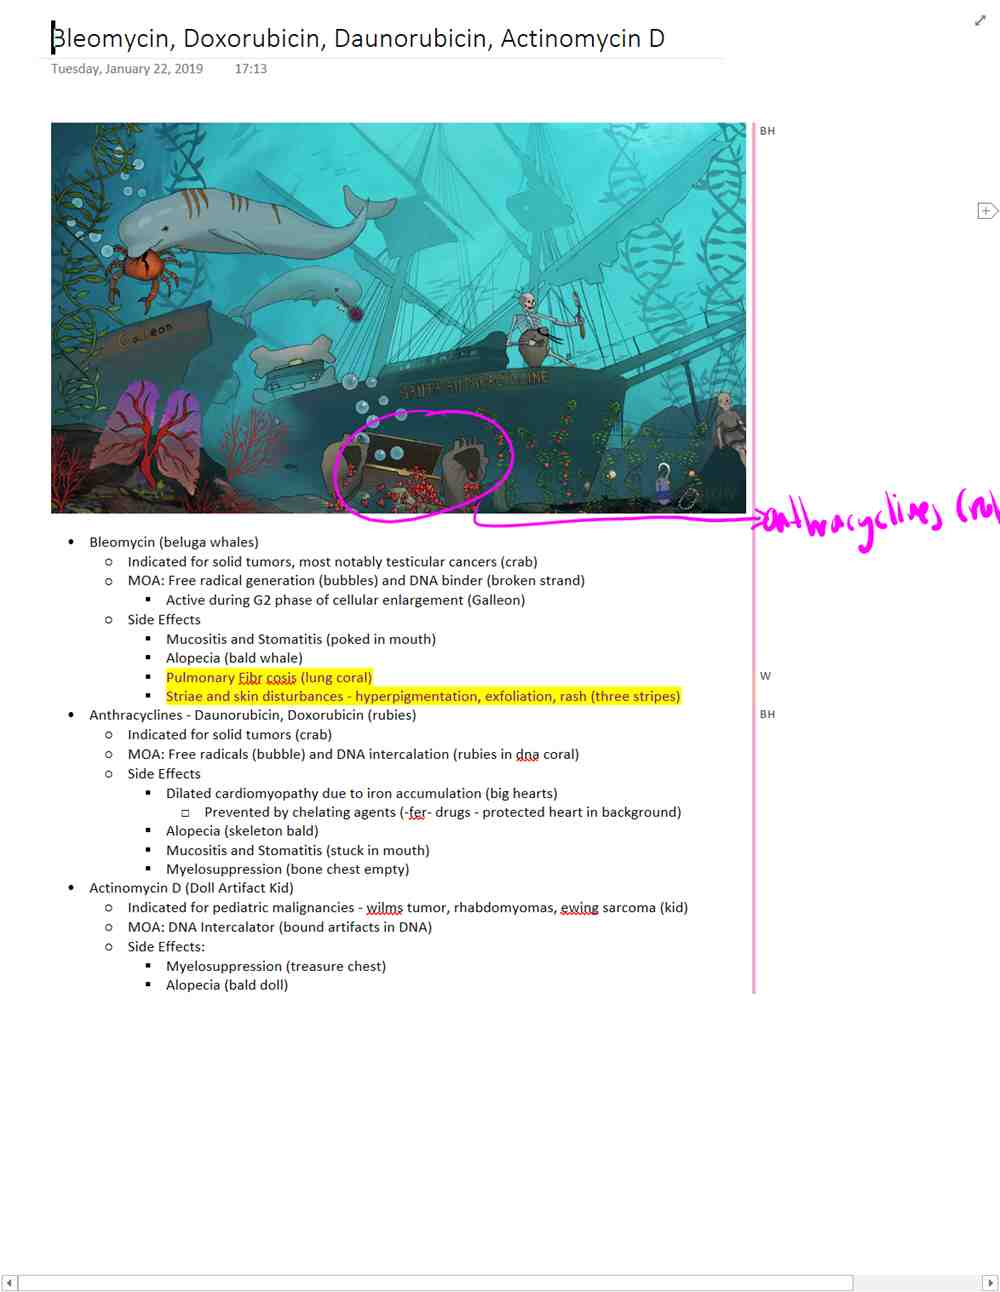 Bleomycin, Doxorubicin, Daunorubicin, Actinomycin D
Tuesday, January 22, 2019 17:13
BH
Galleon
anthracyclines (ru
• Bleomycin (beluga whales)
○ Indicated for solid tumors, most notably testicular cancers (crab)
○ MOA: Free radical generation (bubbles) and DNA binder (broken strand)
▪ Active during G2 phase of cellular enlargement (Galleon)
○ Side Effects
▪ Mucositis and Stomatitis (poked in mouth)
▪ Alopecia (bald whale)
▪ Pulmonary Fibr cosis (lung coral)
W
▪ Striae and skin disturbances - hyperpigmentation, exfoliation, rash (three stripes)
• Anthracyclines - Daunorubicin, Doxorubicin (rubies)
BH
○ Indicated for solid tumors (crab)
○ MOA: Free radicals (bubble) and DNA intercalation (rubies in dna coral)
○ Side Effects
▪ Dilated cardiomyopathy due to iron accumulation (big hearts)
□ Prevented by chelating agents (-fer- drugs - protected heart in background)
▪ Alopecia (skeleton bald)
▪ Mucositis and Stomatitis (stuck in mouth)
▪ Myelosuppression (bone chest empty)
• Actinomycin D (Doll Artifact Kid)
○ Indicated for pediatric malignancies - wilms tumor, rhabdomyomas, ewing sarcoma (kid)
○ MOA: DNA Intercalator (bound artifacts in DNA)
○ Side Effects:
▪ Myelosuppression (treasure chest)
▪ Alopecia (bald doll)